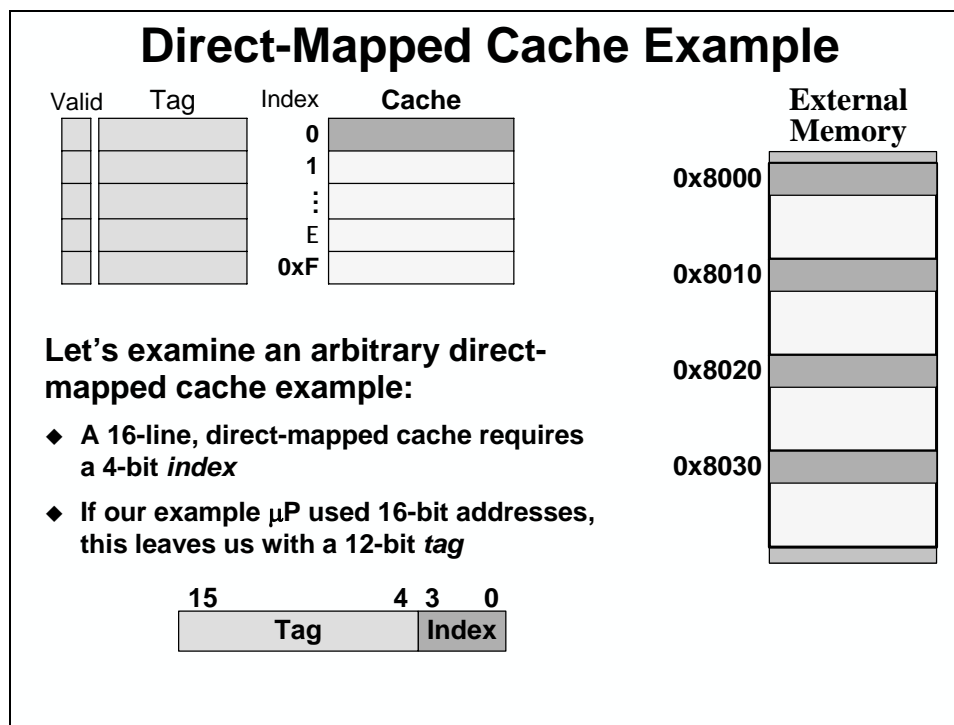 Direct-Mapped Cache Example
Valid Tag Index Cache
0
1
⋮
E
0xF
External
Memory
0x8000
0x8010
0x8020
0x8030
Let's examine an arbitrary direct-
mapped cache example:
◆ A 16-line, direct-mapped cache requires
a 4-bit index
◆ If our example μP used 16-bit addresses,
this leaves us with a 12-bit tag
15 4 3 0
Tag Index